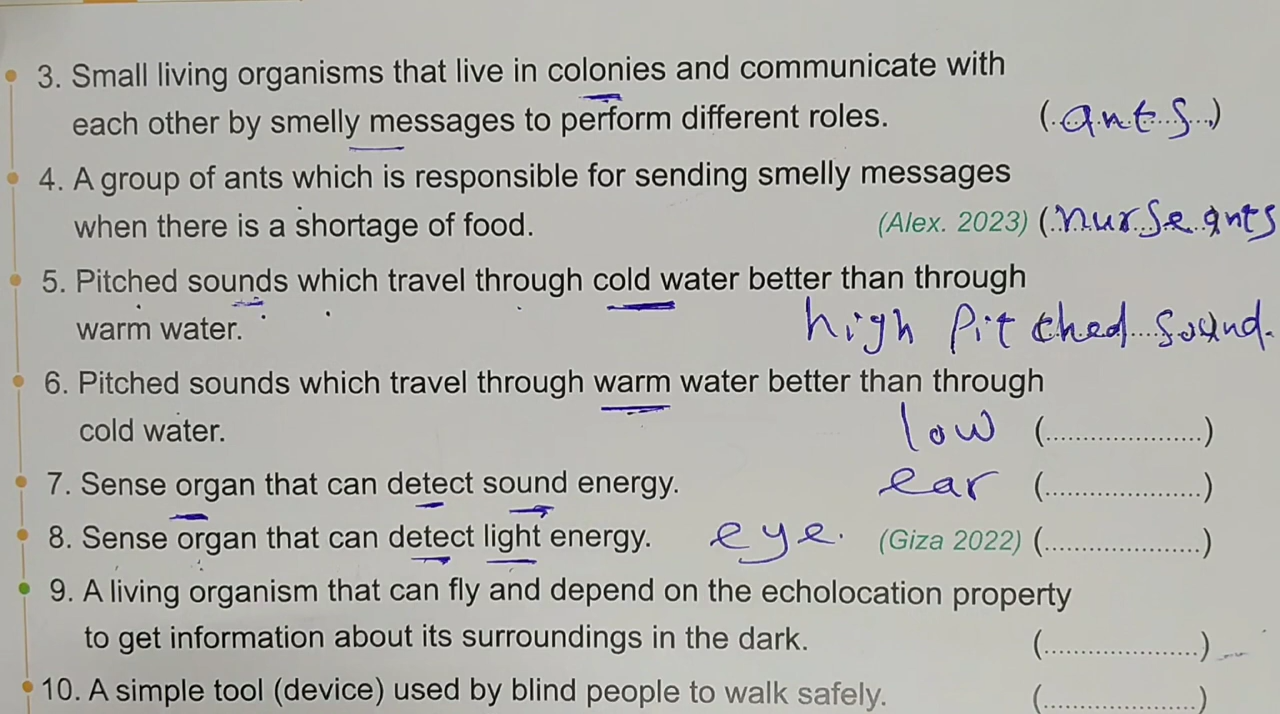 3. Small living organisms that live in colonies and communicate with
each other by smelly messages to perform different roles. (.ants.)
4. A group of ants which is responsible for sending smelly messages
when there is a shortage of food. (Alex. 2023) (nurse ants
5. Pitched sounds which travel through cold water better than through
warm water. high Pitched sound.
6. Pitched sounds which travel through warm water better than through
cold water. low (....................)
7. Sense organ that can detect sound energy. ear (....................)
8. Sense organ that can detect light energy. eye. (Giza 2022) (....................)
9. A living organism that can fly and depend on the echolocation property
to get information about its surroundings in the dark. (....................)
10. A simple tool (device) used by blind people to walk safely. (....................)